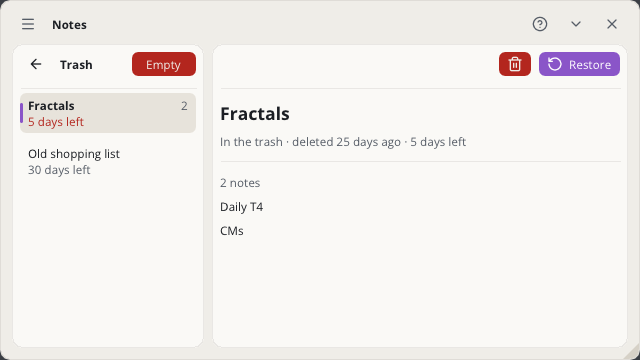 Notes
Trash
Empty
Restore
Fractals 2
5 days left
Old shopping list
30 days left
Fractals
In the trash · deleted 25 days ago · 5 days left
2 notes
Daily T4
CMs